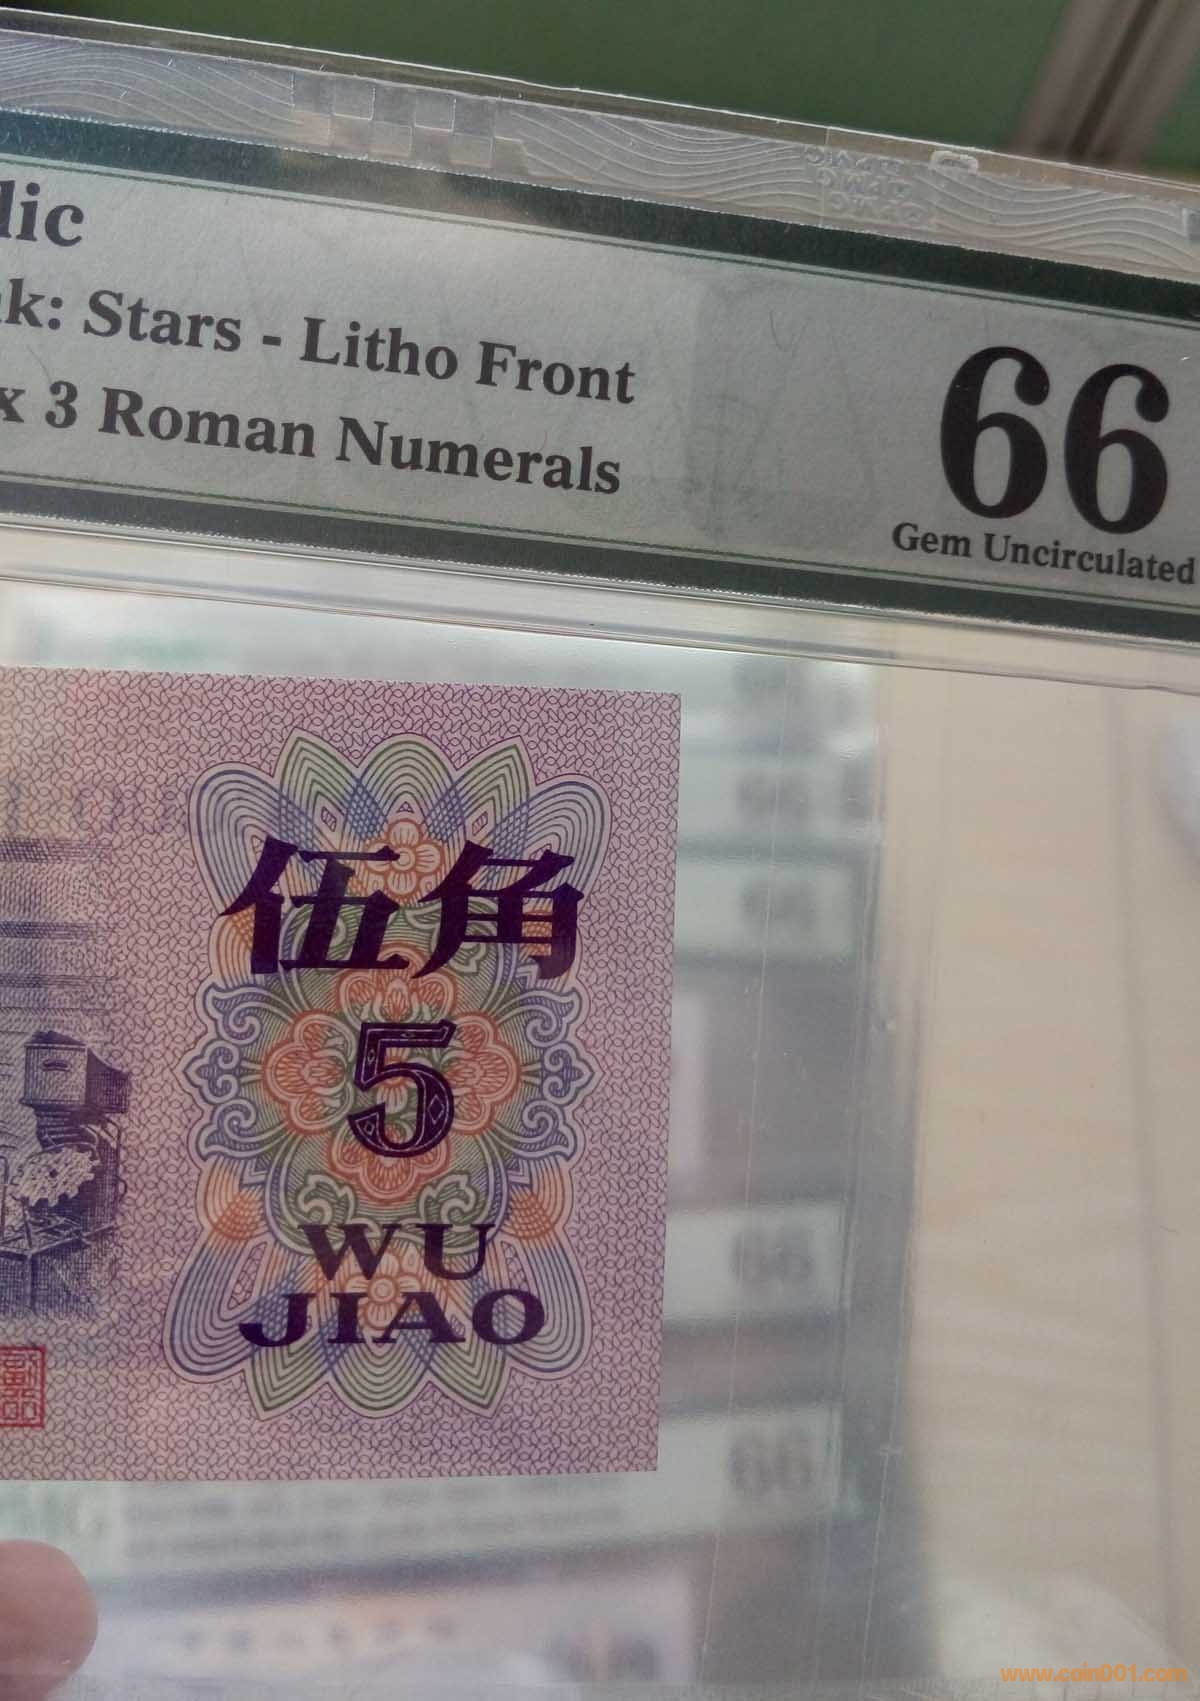 lic
k: Stars - Litho Front
x 3 Roman Numerals
66
Gem Uncirculated
伍角
5
WU
JIAO
www.coin001.com